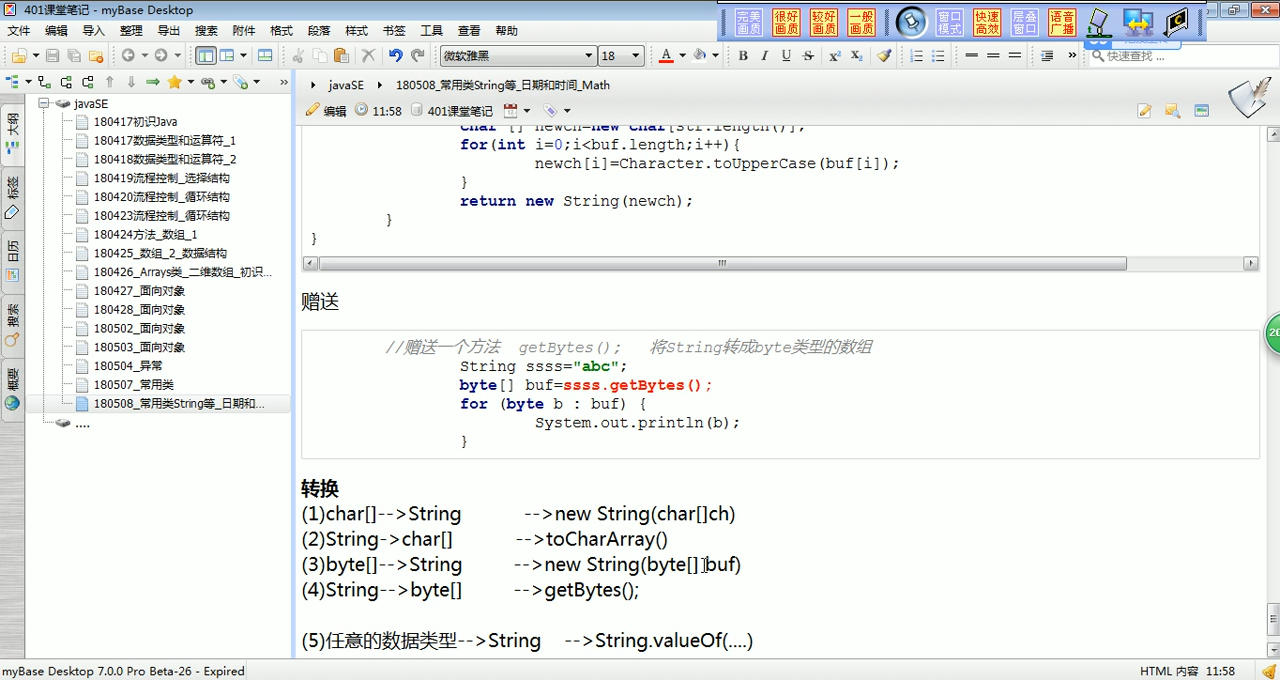 401课堂笔记 - myBase Desktop
完美画质 很好画质 较好画质 一般画质 窗口模式 快速高效 层叠窗口 语音广播
文件 编辑 导入 整理 导出 搜索 附件 格式 段落 样式 书签 工具 查看 帮助
微软雅黑 18 B I U S 快速查找 ...
javaSE 180508_常用类String等_日期和时间_Math
编辑 11:58 401课堂笔记
大纲
标签
日历
搜索
概要
javaSE
180417初识Java
180417数据类型和运算符_1
180418数据类型和运算符_2
180419流程控制_选择结构
180420流程控制_循环结构
180423流程控制_循环结构
180424方法_数组_1
180425_数组_2_数据结构
180426_Arrays类_二维数组_初识...
180427_面向对象
180428_面向对象
180502_面向对象
180503_面向对象
180504_异常
180507_常用类
180508_常用类String等_日期和...
....
char [] newch=new char[str.length()];
for(int i=0;i<buf.length;i++){
newch[i]=Character.toUpperCase(buf[i]);
}
return new String(newch);
}
}
赠送
//赠送一个方法 getBytes(); 将String转成byte类型的数组
String ssss="abc";
byte[] buf=ssss.getBytes();
for (byte b : buf) {
System.out.println(b);
}
转换
(1)char[]-->String -->new String(char[]ch)
(2)String->char[] -->toCharArray()
(3)byte[]-->String -->new String(byte[] buf)
(4)String-->byte[] -->getBytes();
(5)任意的数据类型-->String -->String.valueOf(....)
myBase Desktop 7.0.0 Pro Beta-26 - Expired
HTML 内容 11:58